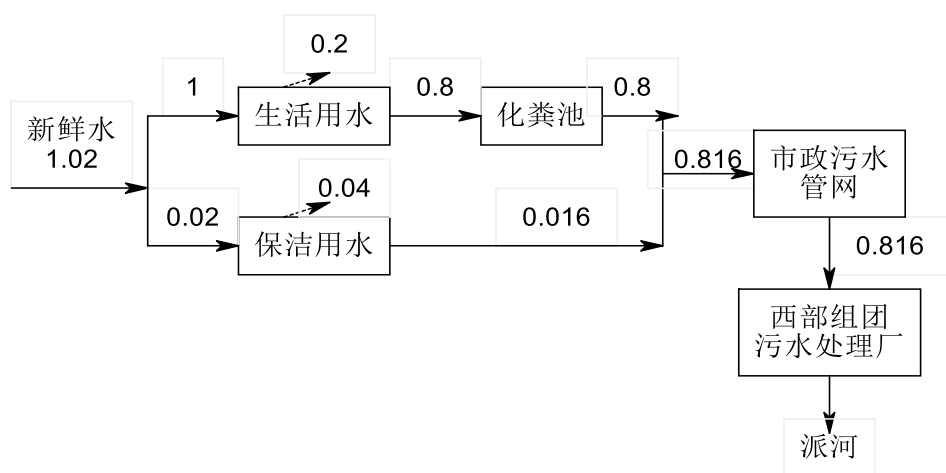 0.2
1
0.8
0.8
生活用水
化粪池
新鲜水
1.02
0.816
市政污水
管网
0.04
0.02
0.016
保洁用水
0.816
西部组团
污水处理厂
派河